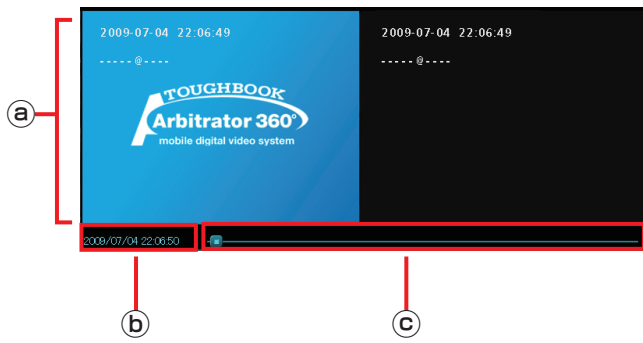 2009-07-04 22:06:49
2009-07-04 22:06:49
-----@----
-----@----
TOUGHBOOK
Arbitrator 360°
mobile digital video system
2009/07/04 22:06:50
a
b
c